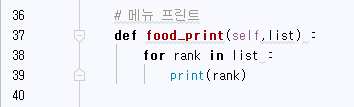 36 # 메뉴 프린트
37 def food_print(self,list) :
38 for rank in list :
39 print(rank)
40